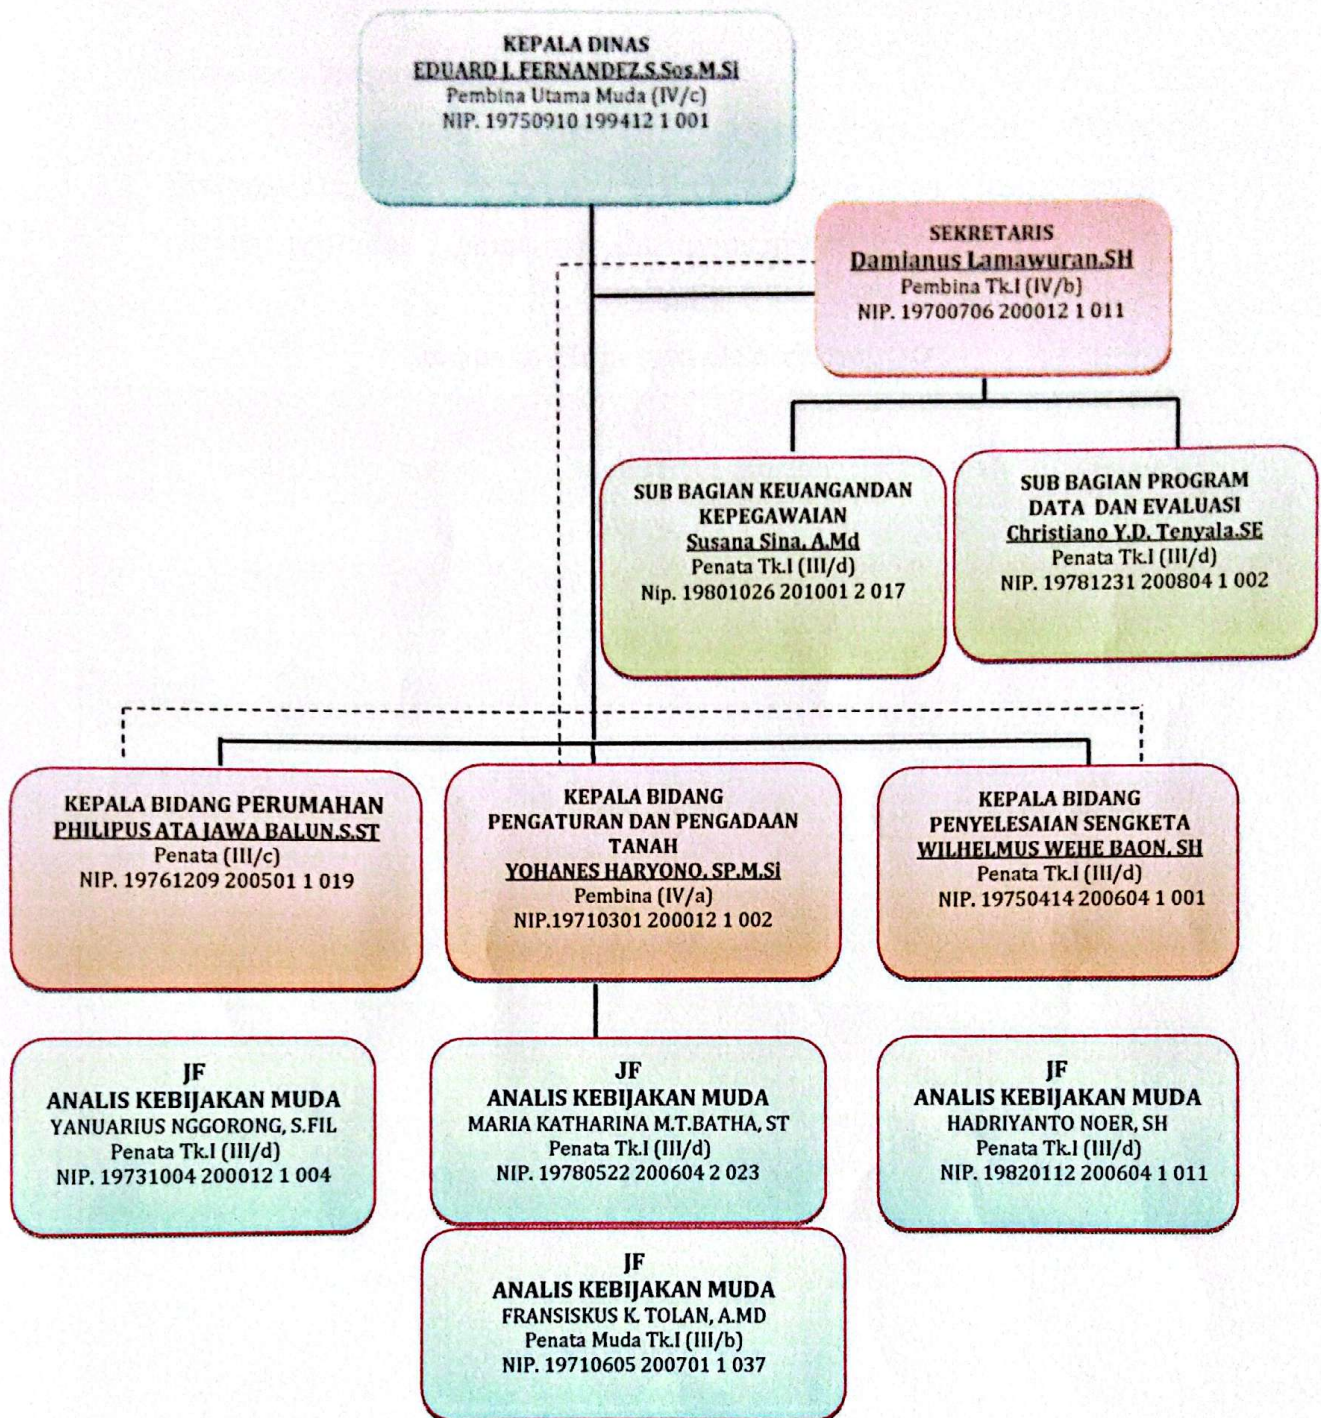 KEPALA DINAS
EDUARD J. FERNANDEZ.S.Sos.M.Si
Pembina Utama Muda (IV/c)
NIP. 19750910 199412 1 001
SEKRETARIS
Damianus Lamawuran.SH
Pembina Tk.I (IV/b)
NIP. 19700706 200012 1 011
SUB BAGIAN KEUANGANDAN
KEPEGAWAIAN
Susana Sina. A.Md
Penata Tk.I (III/d)
Nip. 19801026 201001 2 017
SUB BAGIAN PROGRAM
DATA DAN EVALUASI
Christiano Y.D. Tenyala.SE
Penata Tk.I (III/d)
NIP. 19781231 200804 1 002
KEPALA BIDANG PERUMAHAN
PHILIPUS ATA JAWA BALUN.S.ST
Penata (III/c)
NIP. 19761209 200501 1 019
KEPALA BIDANG
PENGATURAN DAN PENGADAAN
TANAH
YOHANES HARYONO. SP.M.Si
Pembina (IV/a)
NIP.19710301 200012 1 002
KEPALA BIDANG
PENYELESAIAN SENGKETA
WILHELMUS WEHE BAON. SH
Penata Tk.I (III/d)
NIP. 19750414 200604 1 001
JF
ANALIS KEBIJAKAN MUDA
YANUARIUS NGGORONG, S.FIL
Penata Tk.I (III/d)
NIP. 19731004 200012 1 004
JF
ANALIS KEBIJAKAN MUDA
MARIA KATHARINA M.T.BATHA, ST
Penata Tk.I (III/d)
NIP. 19780522 200604 2 023
JF
ANALIS KEBIJAKAN MUDA
HADRIYANTO NOER, SH
Penata Tk.I (III/d)
NIP. 19820112 200604 1 011
JF
ANALIS KEBIJAKAN MUDA
FRANSISKUS K. TOLAN, A.MD
Penata Muda Tk.I (III/b)
NIP. 19710605 200701 1 037